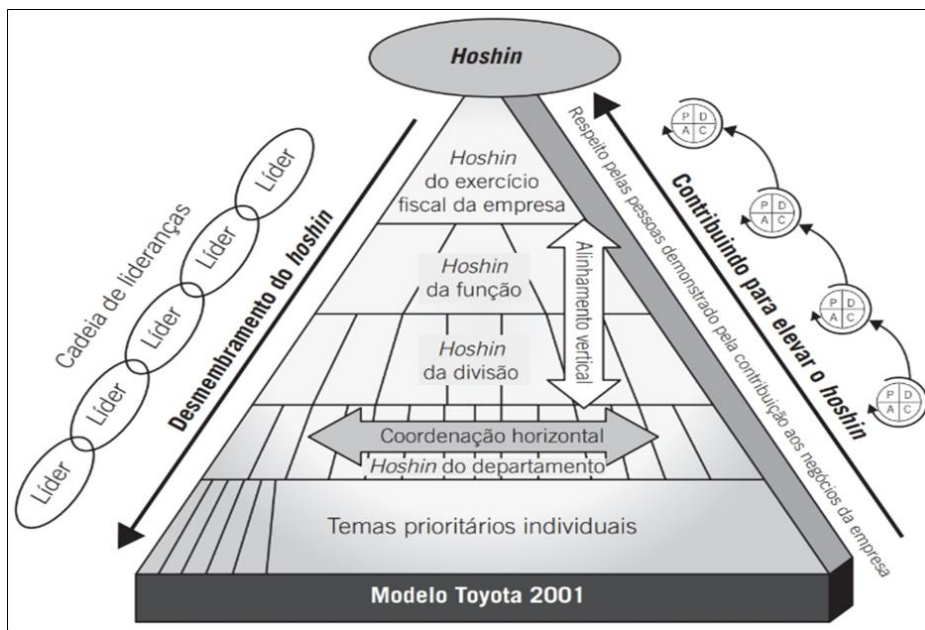 Hoshin
Hoshin
do exercício
fiscal da empresa
Hoshin
da função
Hoshin
da divisão
Alinhamento vertical
Coordenação horizontal
Hoshin do departamento
Temas prioritários individuais
Modelo Toyota 2001
Cadeia de lideranças
Líder
Líder
Líder
Líder
Líder
Desmembramento do hoshin
Respeito pelas pessoas demonstrado pela contribuição aos negócios da empresa
Contribuindo para elevar o hoshin
P D
A C
P D
A C
P D
A C
P D
A C